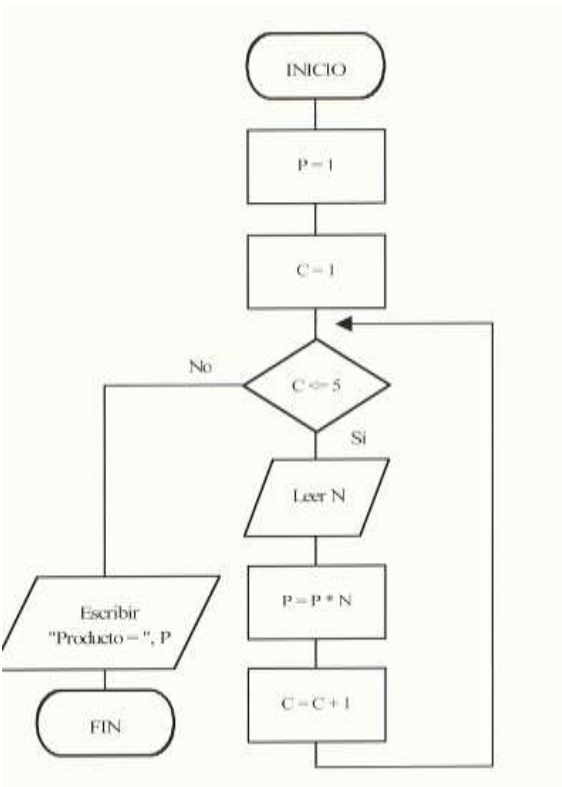 INICIO
P = 1
C = 1
No
C <= 5
Si
Leer N
P = P * N
Escribir
"Producto = ", P
C = C + 1
FIN